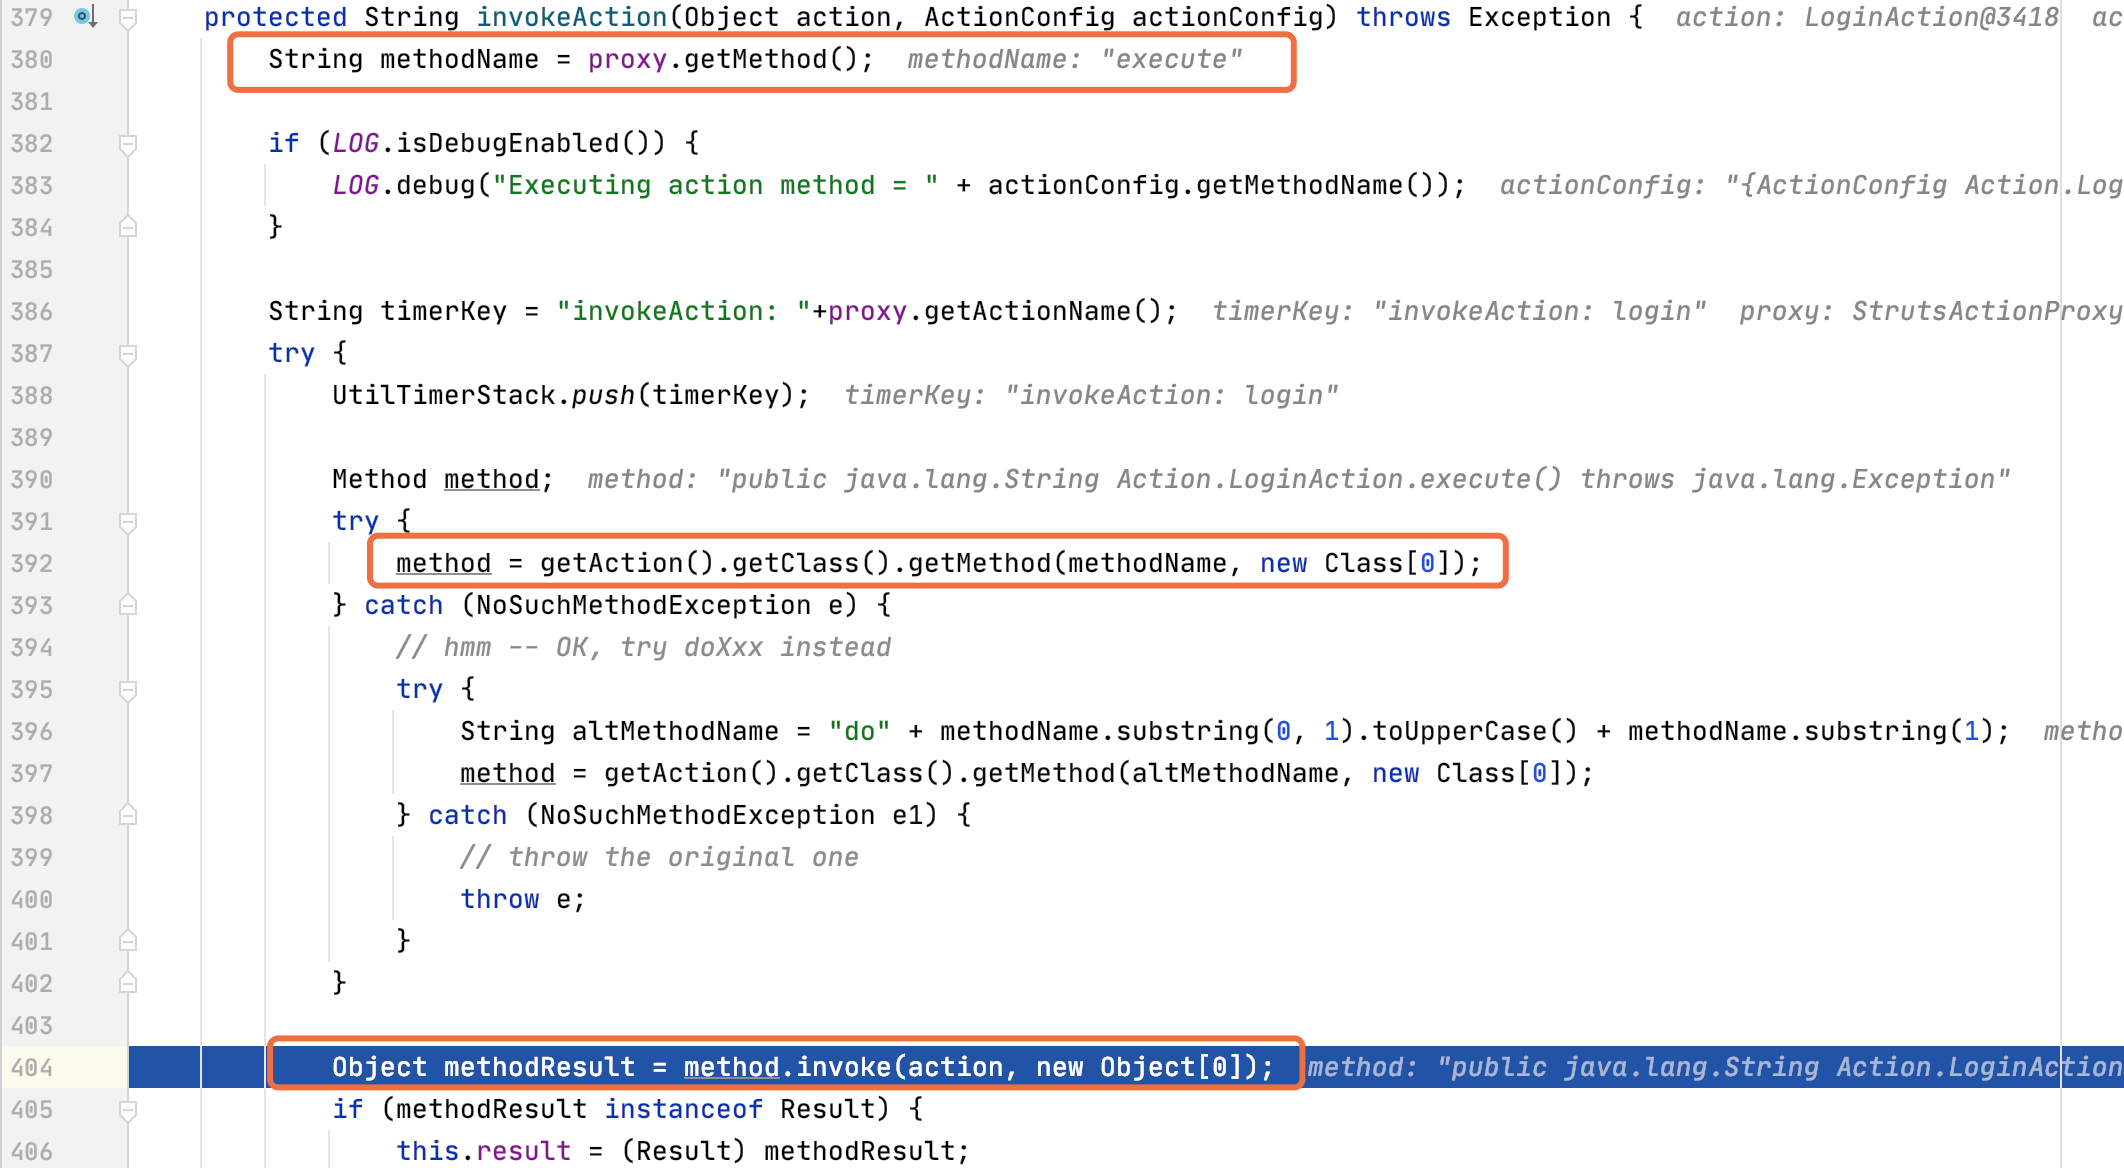 379 protected String invokeAction(Object action, ActionConfig actionConfig) throws Exception { action: LoginAction@3418 ac
380 String methodName = proxy.getMethod(); methodName: "execute"
381
382 if (LOG.isDebugEnabled()) {
383 LOG.debug("Executing action method = " + actionConfig.getMethodName()); actionConfig: "{ActionConfig Action.Log
384 }
385
386 String timerKey = "invokeAction: "+proxy.getActionName(); timerKey: "invokeAction: login" proxy: StrutsActionProxy
387 try {
388 UtilTimerStack.push(timerKey); timerKey: "invokeAction: login"
389
390 Method method; method: "public java.lang.String Action.LoginAction.execute() throws java.lang.Exception"
391 try {
392 method = getAction().getClass().getMethod(methodName, new Class[0]);
393 } catch (NoSuchMethodException e) {
394 // hmm -- OK, try doXxx instead
395 try {
396 String altMethodName = "do" + methodName.substring(0, 1).toUpperCase() + methodName.substring(1); metho
397 method = getAction().getClass().getMethod(altMethodName, new Class[0]);
398 } catch (NoSuchMethodException e1) {
399 // throw the original one
400 throw e;
401 }
402 }
403
404 Object methodResult = method.invoke(action, new Object[0]); method: "public java.lang.String Action.LoginAction
405 if (methodResult instanceof Result) {
406 this.result = (Result) methodResult;